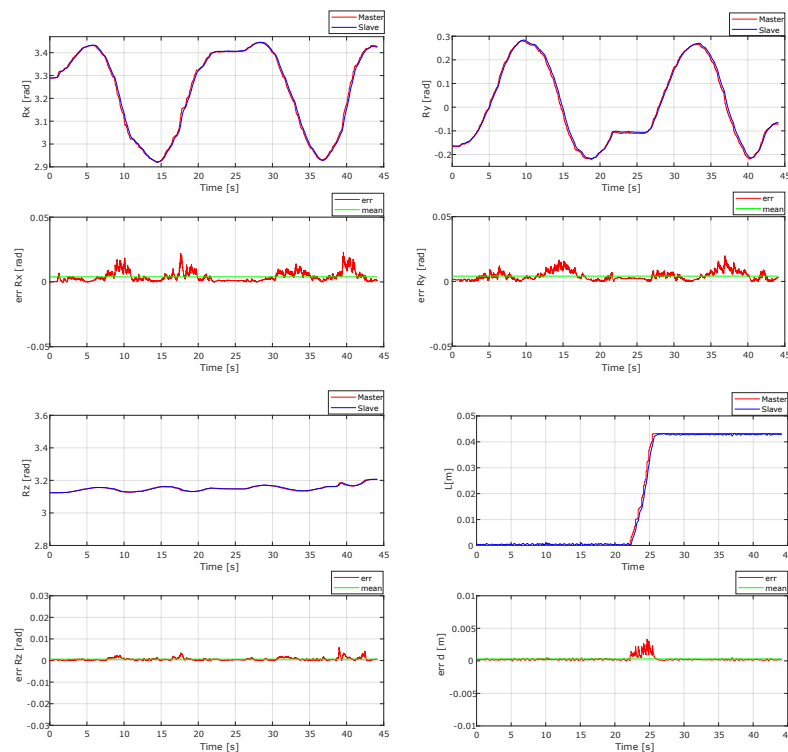 Master
Slave
3.4
3.3
3.2
3.1
3
2.9
Rx [rad]
0 5 10 15 20 25 30 35 40 45
Time [s]
Master
Slave
0.3
0.2
0.1
0
-0.1
-0.2
Ry [rad]
0 5 10 15 20 25 30 35 40 45
Time [s]
err
mean
0.05
0
-0.05
err Rx [rad]
0 5 10 15 20 25 30 35 40 45
Time [s]
err
mean
0.05
0
-0.05
err Ry [rad]
0 5 10 15 20 25 30 35 40 45
Time [s]
Master
Slave
3.6
3.4
3.2
3
2.8
Rz [rad]
0 5 10 15 20 25 30 35 40 45
Time [s]
Master
Slave
0.05
0.04
0.03
0.02
0.01
0
L[m]
0 5 10 15 20 25 30 35 40 45
Time
err
mean
0.03
0.02
0.01
0
-0.01
-0.02
-0.03
err Rz [rad]
0 5 10 15 20 25 30 35 40 45
Time [s]
err
mean
0.01
0.005
0
-0.005
-0.01
err d [m]
0 5 10 15 20 25 30 35 40
Time [s]